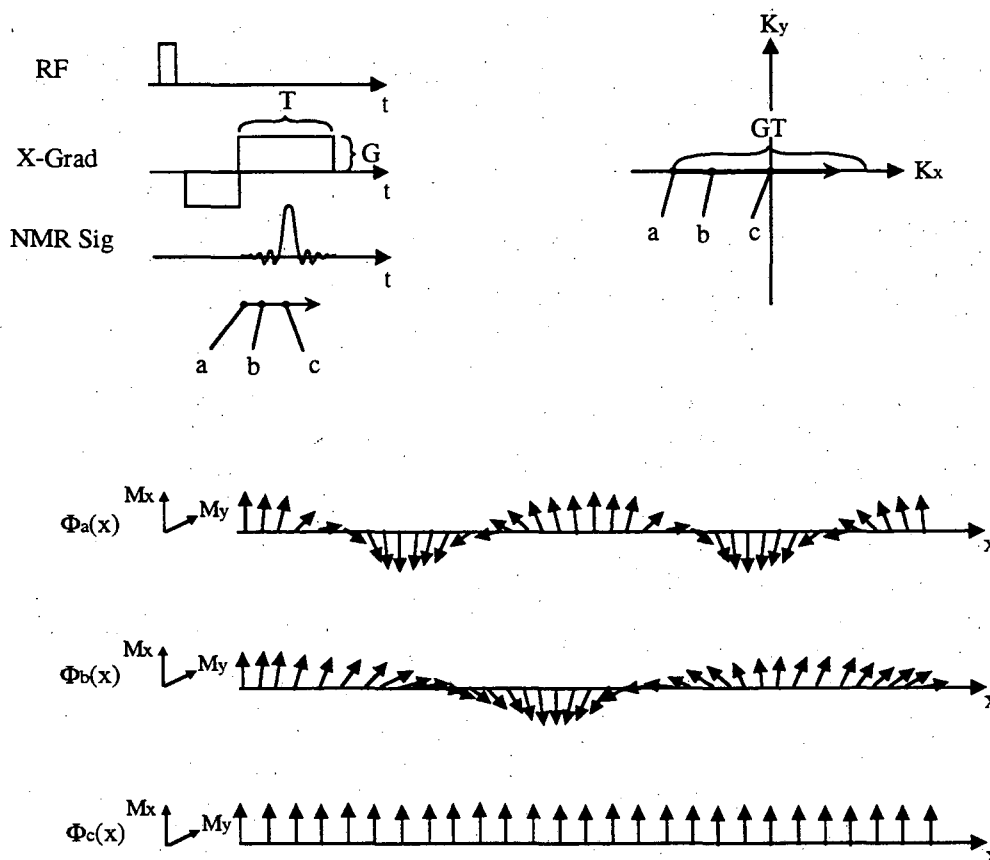 RF
t
T
X-Grad
G
t
NMR Sig
t
a b c
Ky
GT
Kx
a b c
Mx
My
Φa(x)
x
Mx
My
Φb(x)
x
Mx
My
Φc(x)
x